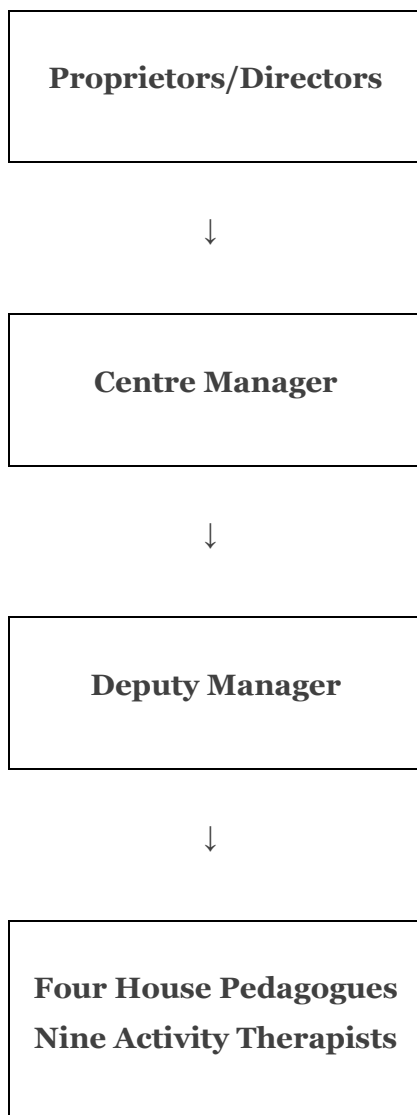 Proprietors/Directors
↓
Centre Manager
↓
Deputy Manager
↓
Four House Pedagogues
Nine Activity Therapists